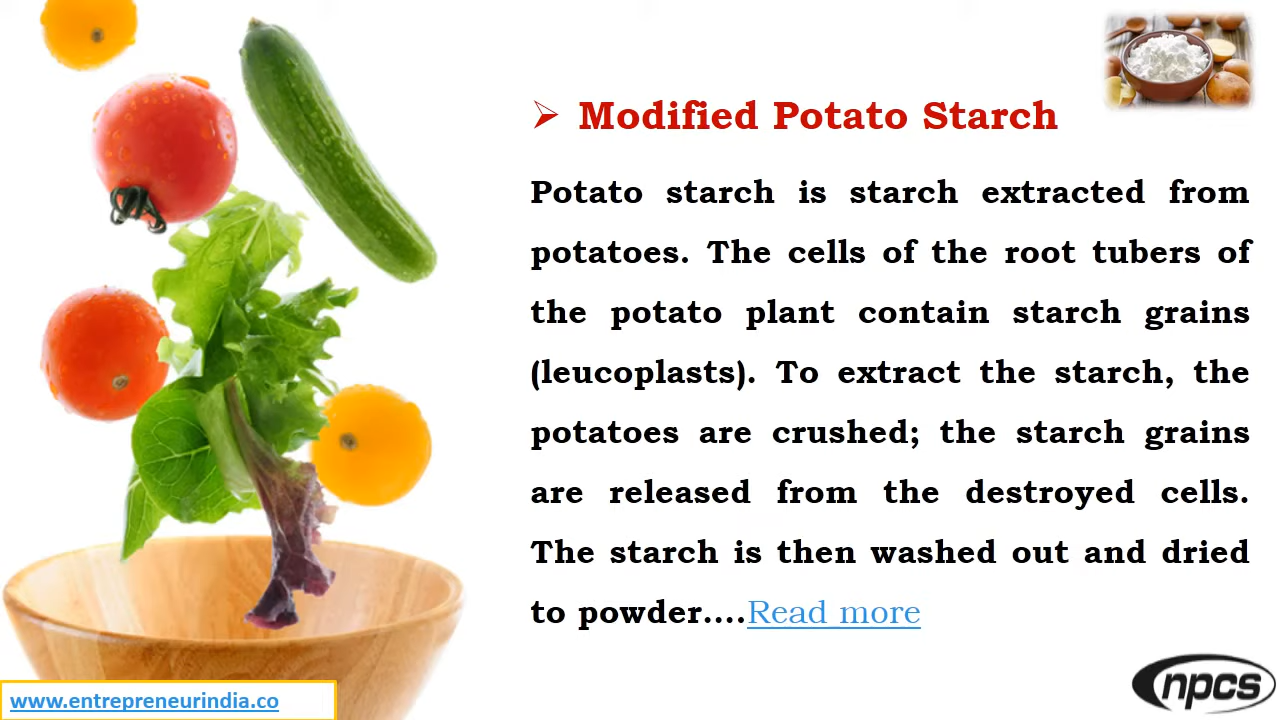 ➢ Modified Potato Starch
Potato starch is starch extracted from
potatoes. The cells of the root tubers of
the potato plant contain starch grains
(leucoplasts). To extract the starch, the
potatoes are crushed; the starch grains
are released from the destroyed cells.
The starch is then washed out and dried
to powder....Read more
www.entrepreneurindia.co
npcs